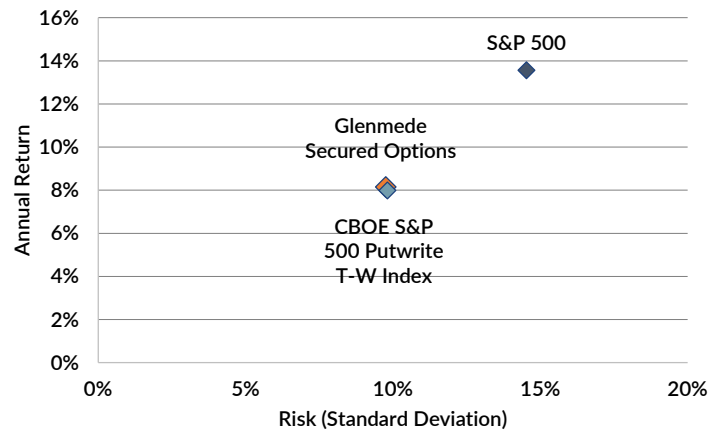 16%
14%
12%
10%
8%
6%
4%
2%
0%
Annual Return
S&P 500
Glenmede
Secured Options
CBOE S&P
500 Putwrite
T-W Index
0%
5%
10%
15%
20%
Risk (Standard Deviation)